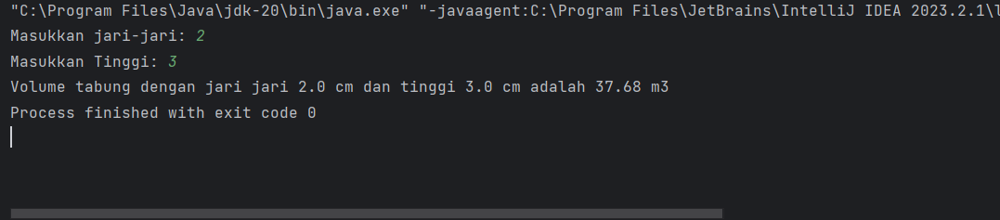 "C:\Program Files\Java\jdk-20\bin\java.exe" "-javaagent:C:\Program Files\JetBrains\IntelliJ IDEA 2023.2.1\l
Masukkan jari-jari: 2
Masukkan Tinggi: 3
Volume tabung dengan jari jari 2.0 cm dan tinggi 3.0 cm adalah 37.68 m3
Process finished with exit code 0